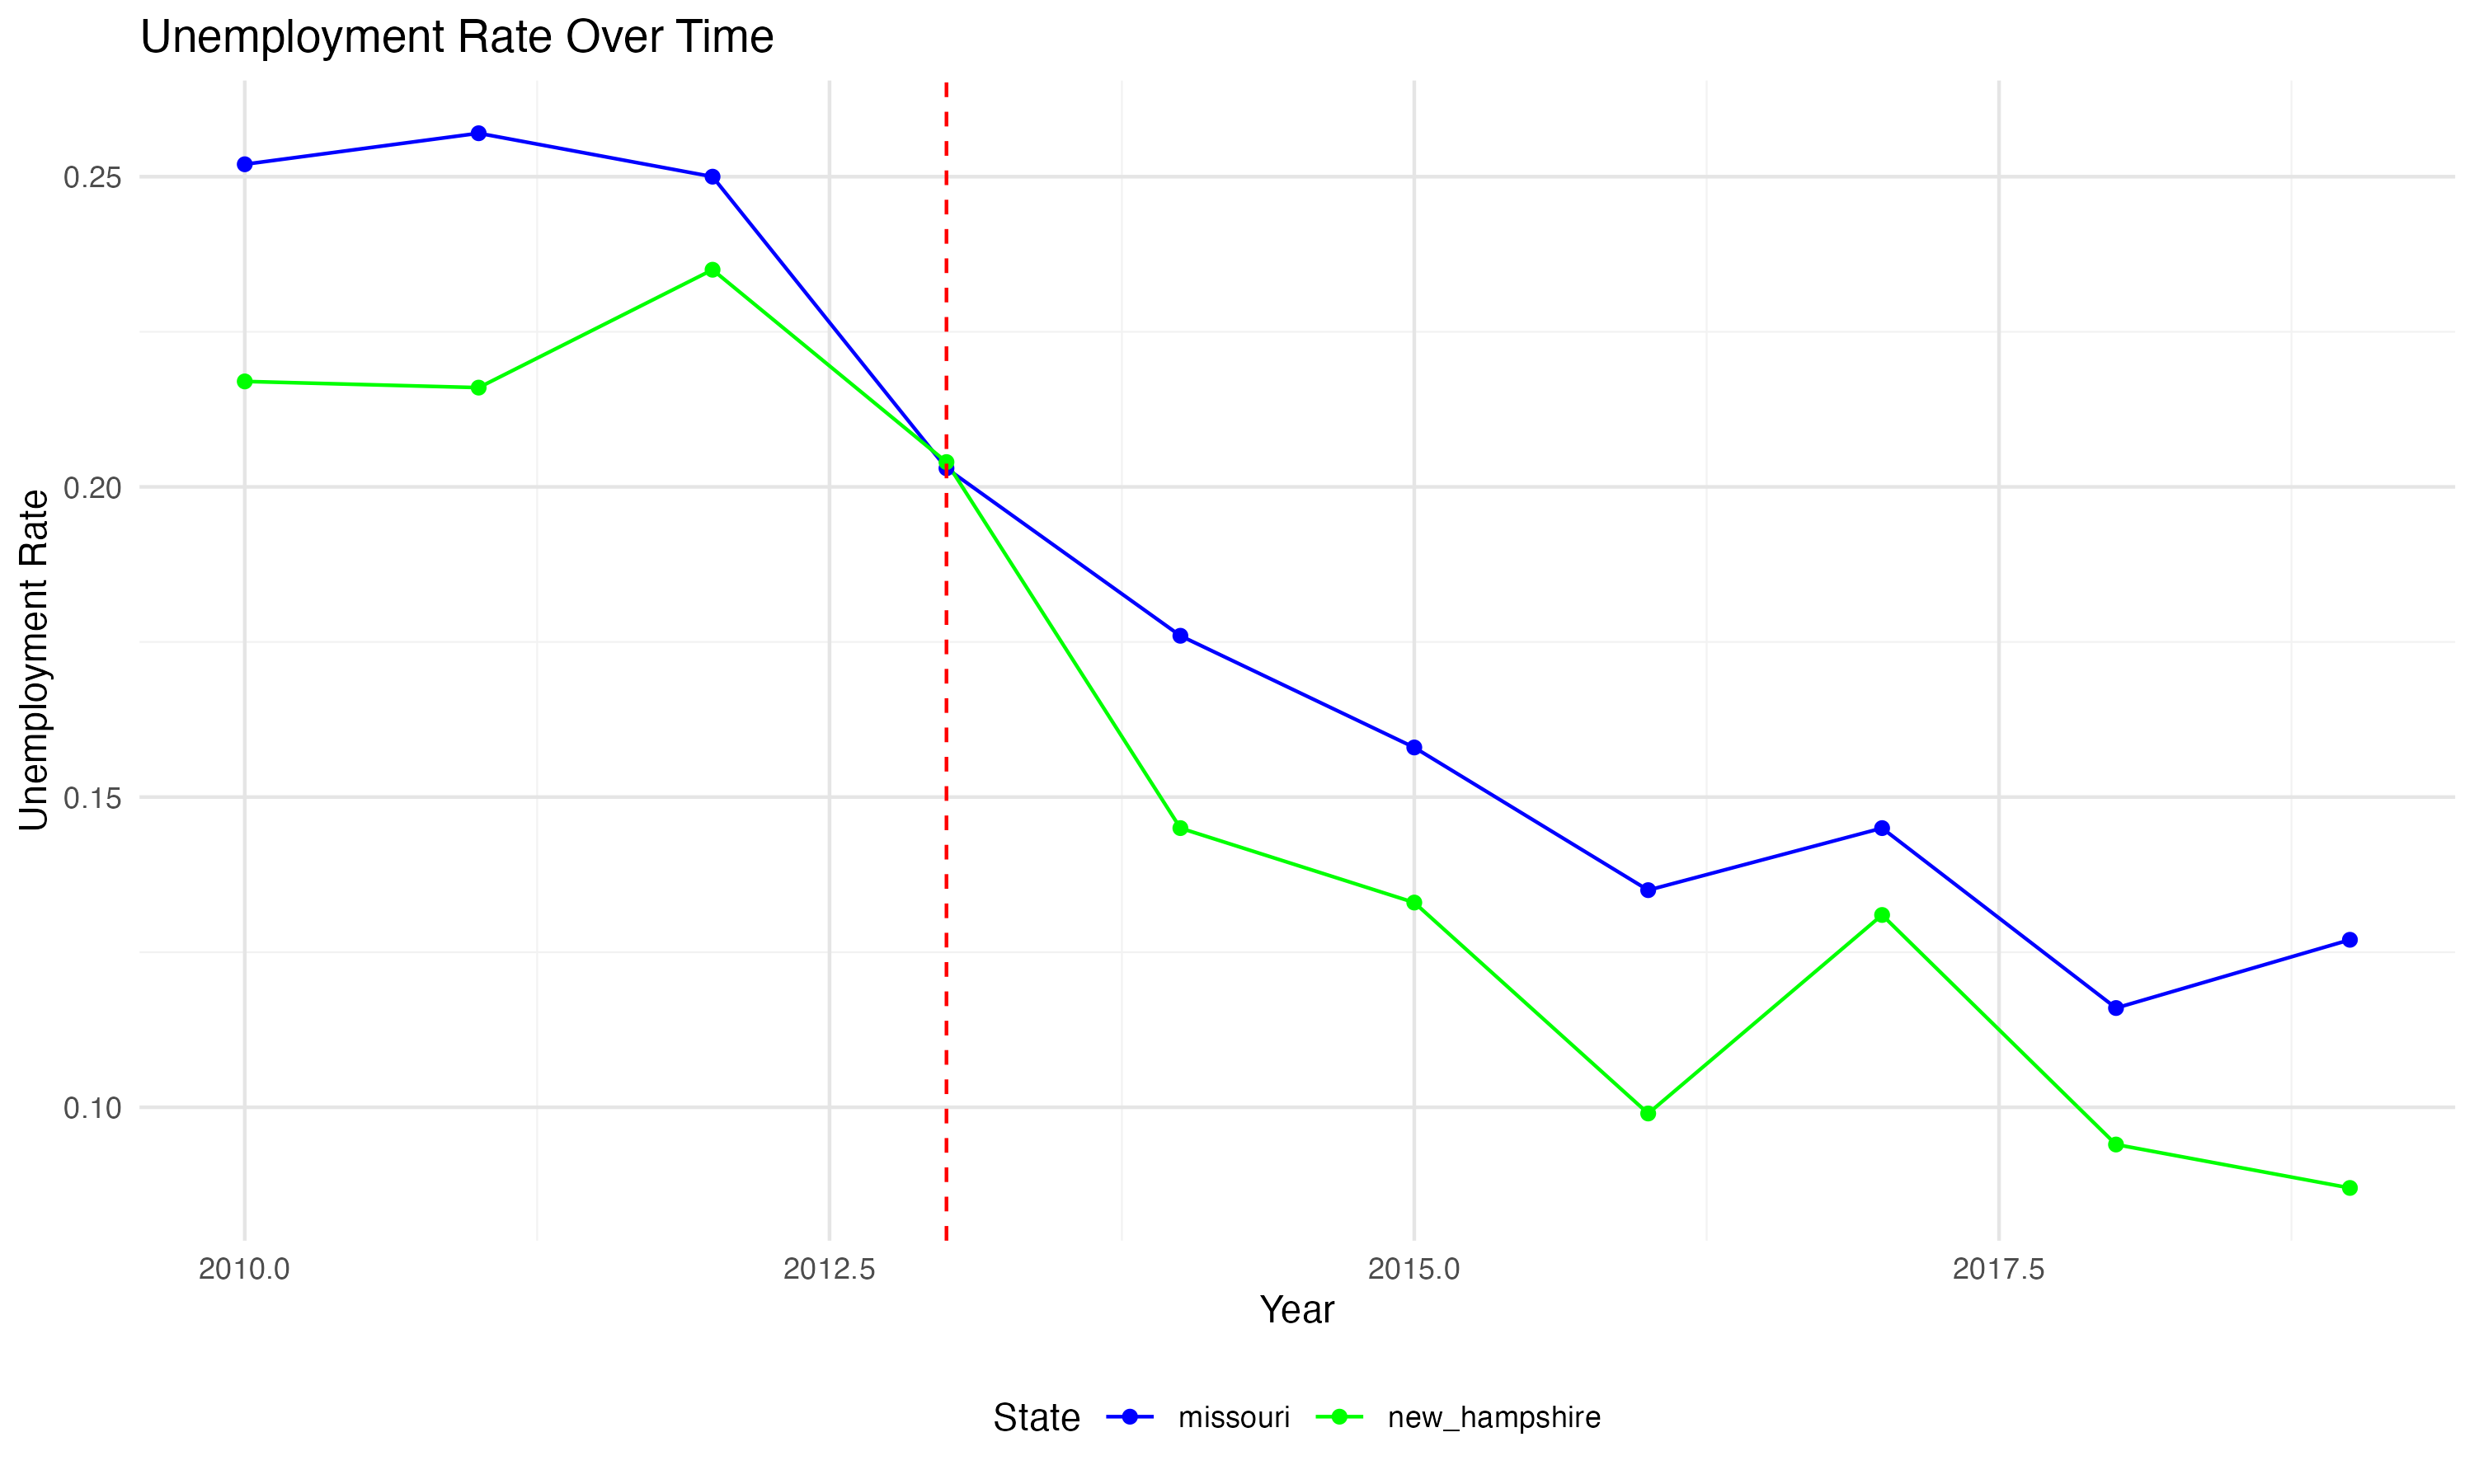 Unemployment Rate Over Time
Unemployment Rate
0.25
0.20
0.15
0.10
2010.0 2012.5 2015.0 2017.5
Year
State missouri new_hampshire